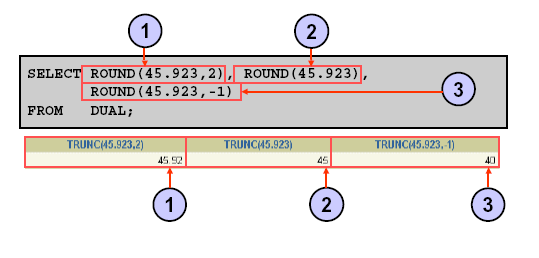 1 2
SELECT ROUND(45.923,2), ROUND(45.923),
ROUND(45.923,-1) 3
FROM DUAL;
TRUNC(45.923,2) TRUNC(45.923) TRUNC(45.923,-1)
45.92 45 40
1 2 3